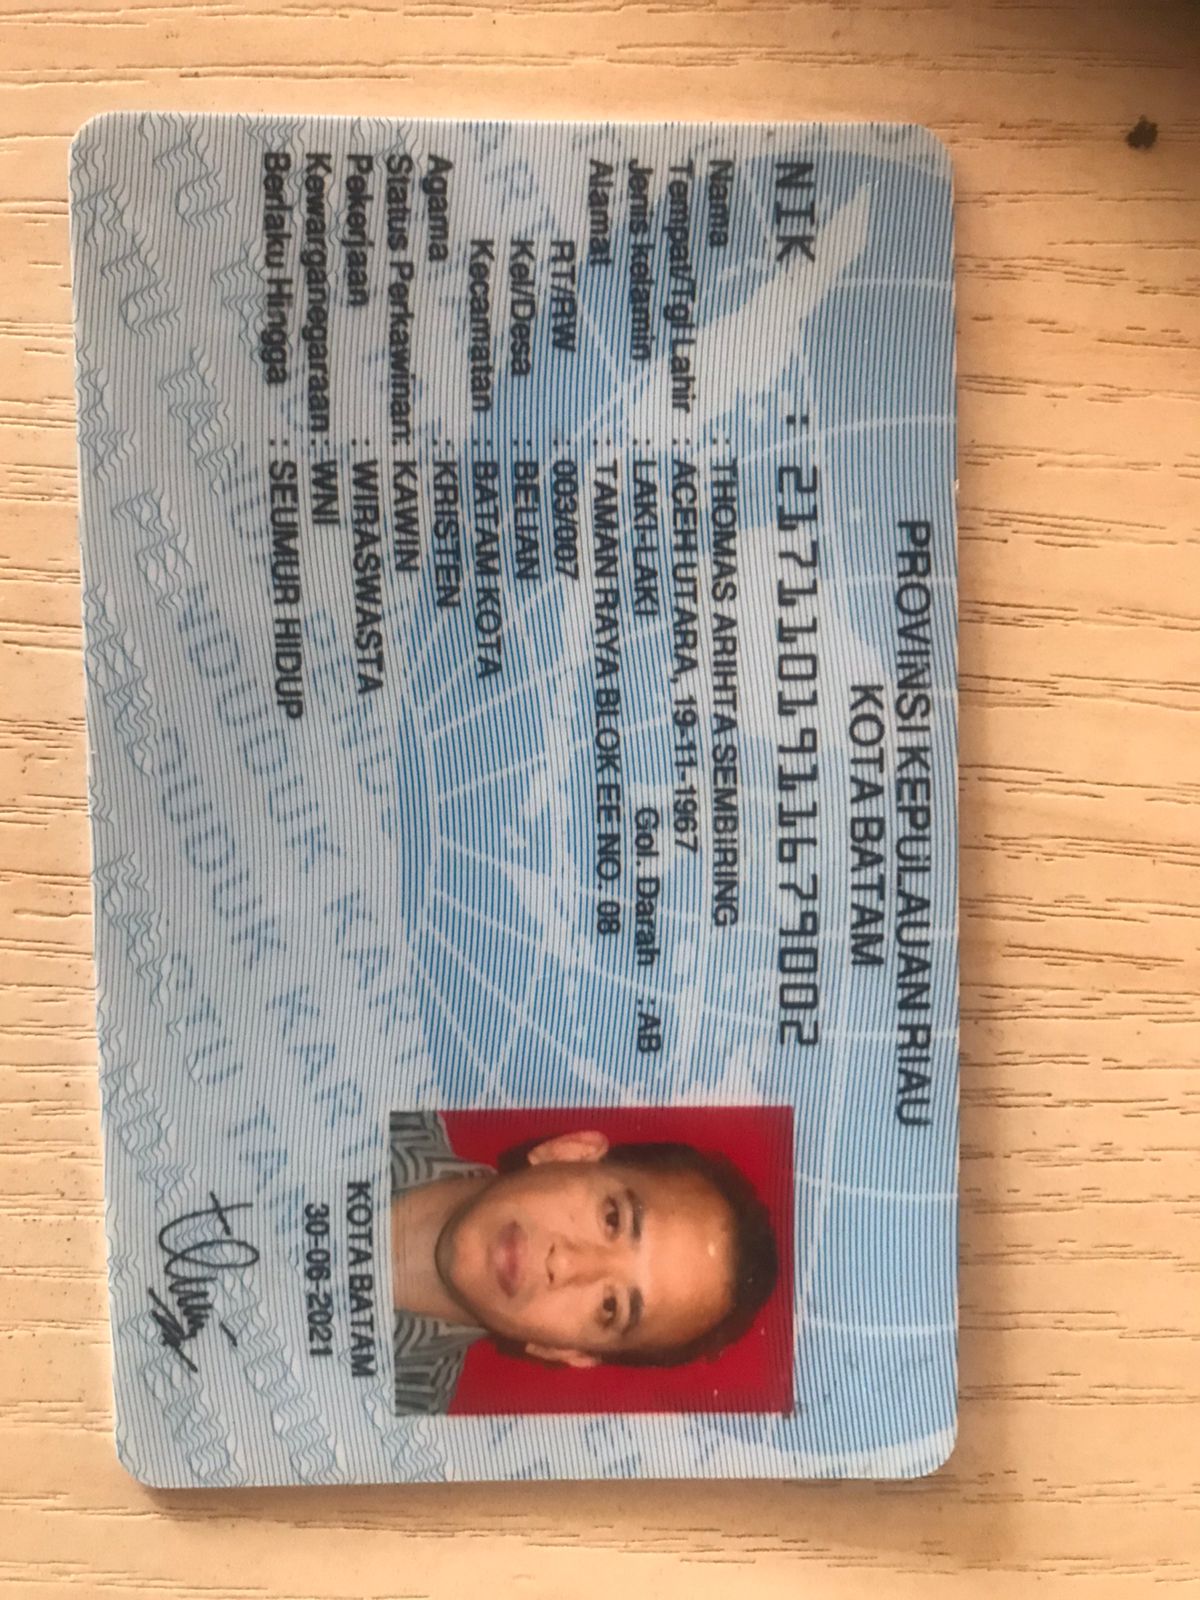 PROVINSI KEPULAUAN RIAU
KOTA BATAM
NIK : 2171101911679002
Nama : THOMAS ARIHTA SEMBIRING
Tempat/Tgl Lahir : ACEH UTARA, 19-11-1967
Jenis kelamin : LAKI-LAKI Gol. Darah : AB
Alamat : TAMAN RAYA BLOK EE NO. 08
RT/RW : 003/007
Kel/Desa : BELIAN
Kecamatan : BATAM KOTA
Agama : KRISTEN
Status Perkawinan: KAWIN
Pekerjaan : WIRASWASTA
Kewarganegaraan: WNI
Berlaku Hingga : SEUMUR HIDUP
KOTA BATAM
30-06-2021